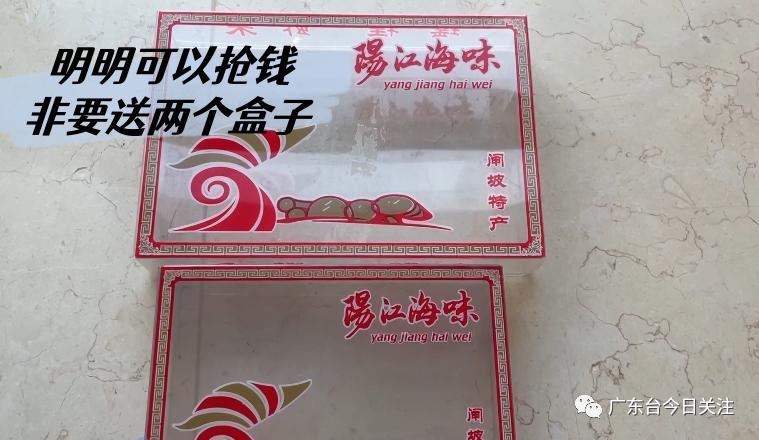 明明可以抢钱
非要送两个盒子
陽江海味
yang jiang hai wei
闸坡特产
陽江海味
yang jiang hai wei
闸坡
广东台今日关注